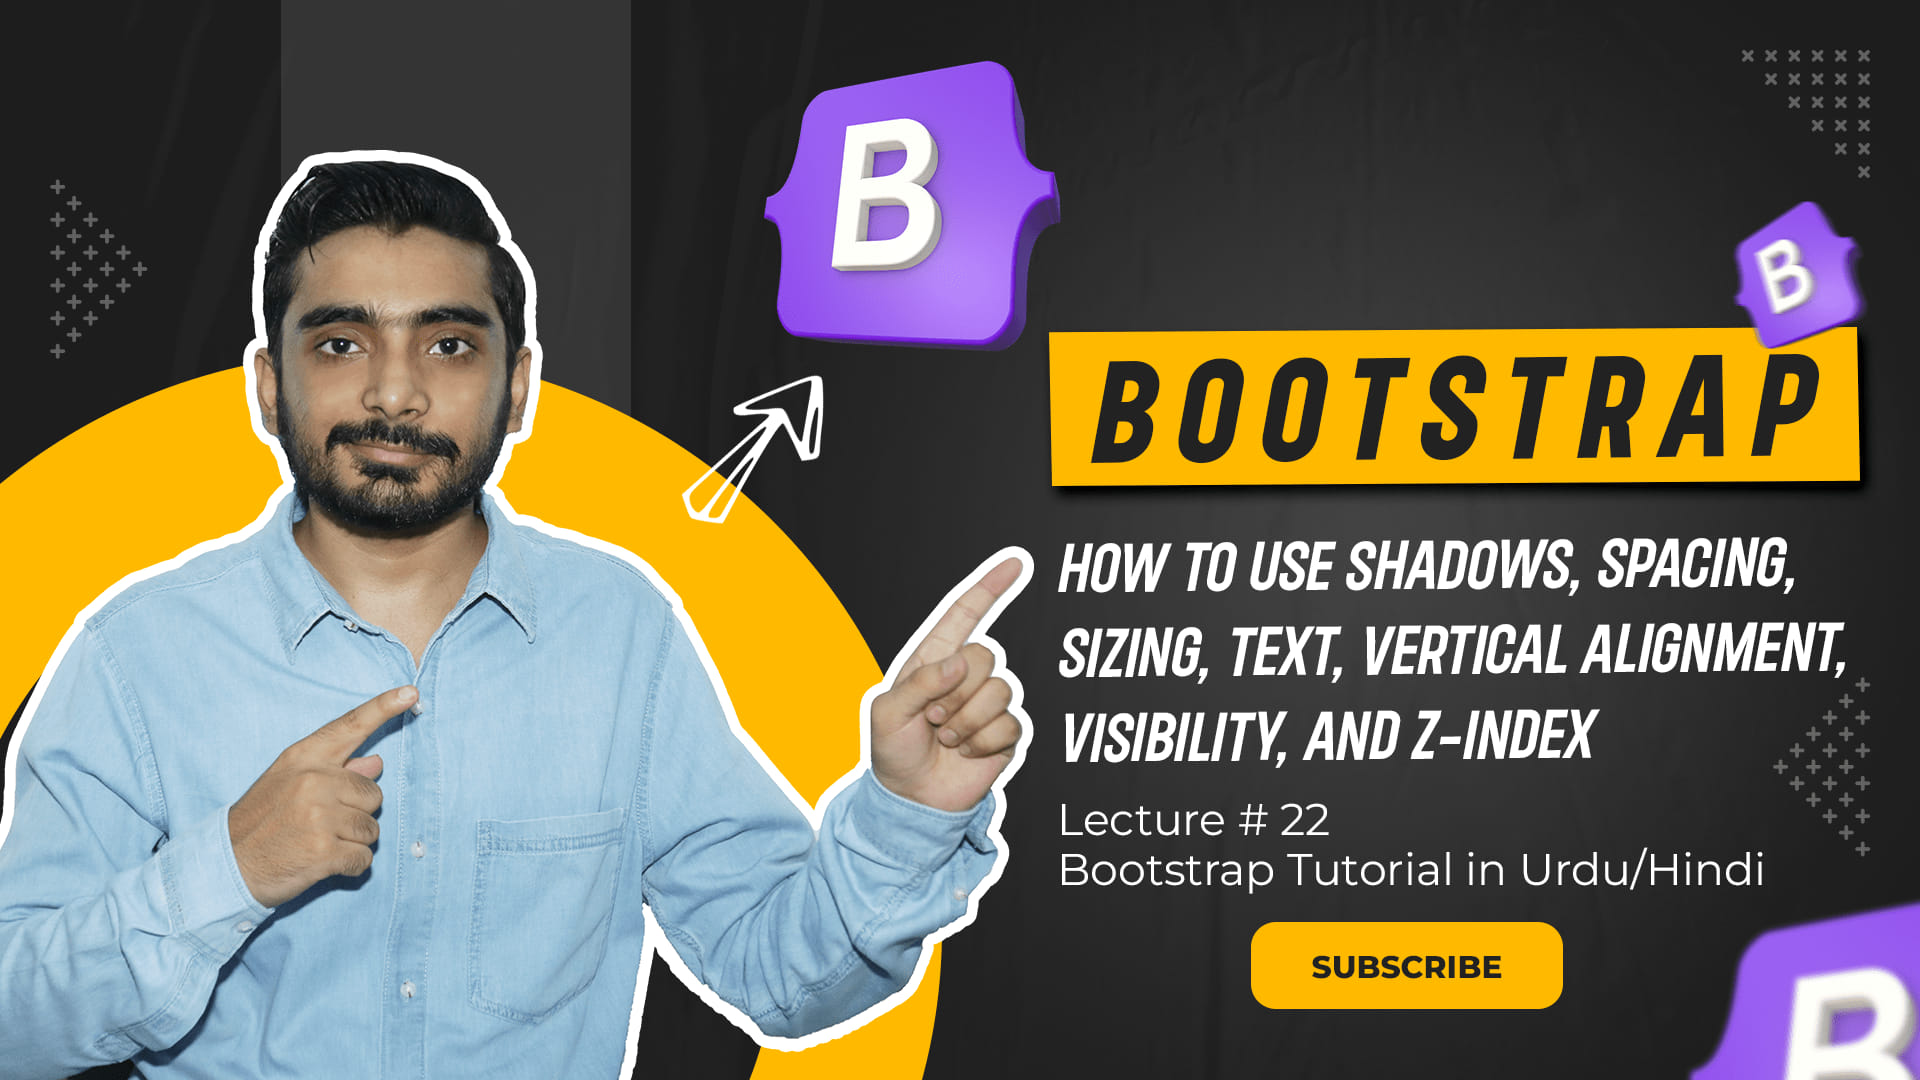 B
B
BOOTSTRAP
HOW TO USE SHADOWS, SPACING,
SIZING, TEXT, VERTICAL ALIGNMENT,
VISIBILITY, AND Z-INDEX
Lecture # 22
Bootstrap Tutorial in Urdu/Hindi
SUBSCRIBE
B